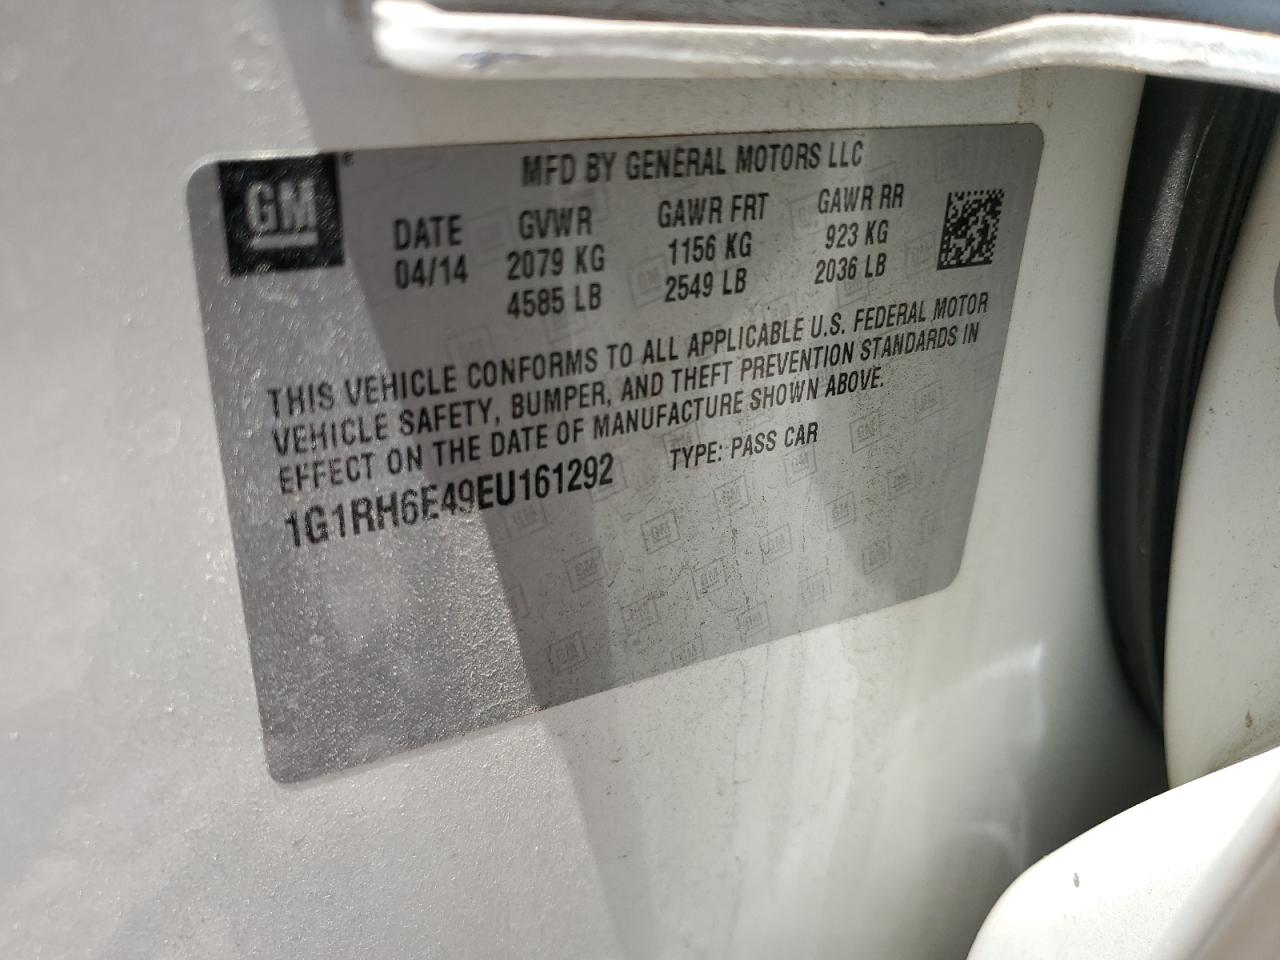 GM ®
MFD BY GENERAL MOTORS LLC
DATE GVWR GAWR FRT GAWR RR
04/14 2079 KG 1156 KG 923 KG
4585 LB 2549 LB 2036 LB
THIS VEHICLE CONFORMS TO ALL APPLICABLE U.S. FEDERAL MOTOR
VEHICLE SAFETY, BUMPER, AND THEFT PREVENTION STANDARDS IN
EFFECT ON THE DATE OF MANUFACTURE SHOWN ABOVE.
1G1RH6E49EU161292 TYPE: PASS CAR